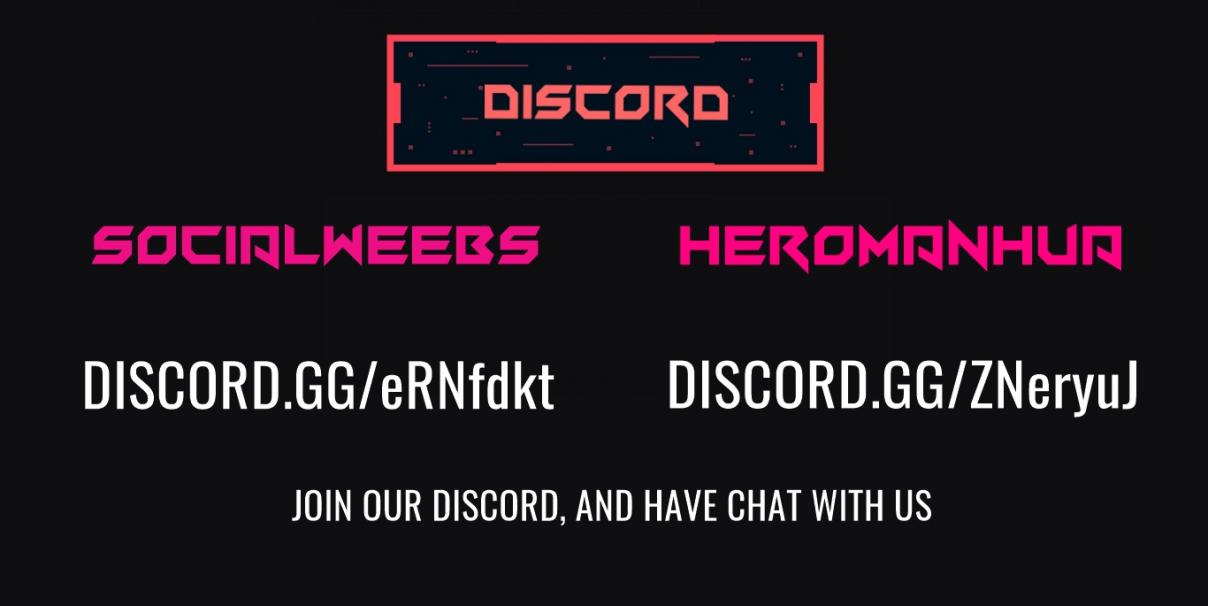 DISCORD
SOCIALWEEBS
HEROMANHUA
DISCORD.GG/eRNfdkt
DISCORD.GG/ZNeryuJ
JOIN OUR DISCORD, AND HAVE CHAT WITH US